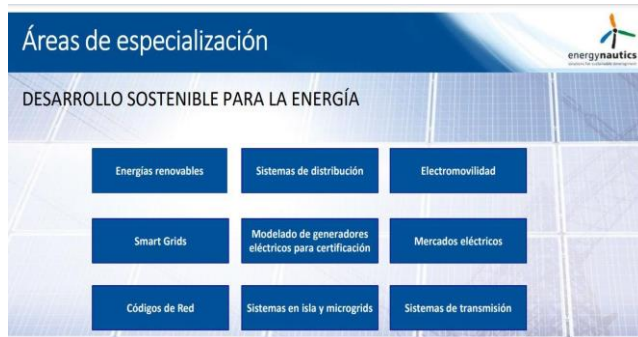 Áreas de especialización
energynautics
DESARROLLO SOSTENIBLE PARA LA ENERGÍA
Energías renovables
Sistemas de distribución
Electromovilidad
Smart Grids
Modelado de generadores
eléctricos para certificación
Mercados eléctricos
Códigos de Red
Sistemas en isla y microgrids
Sistemas de transmisión